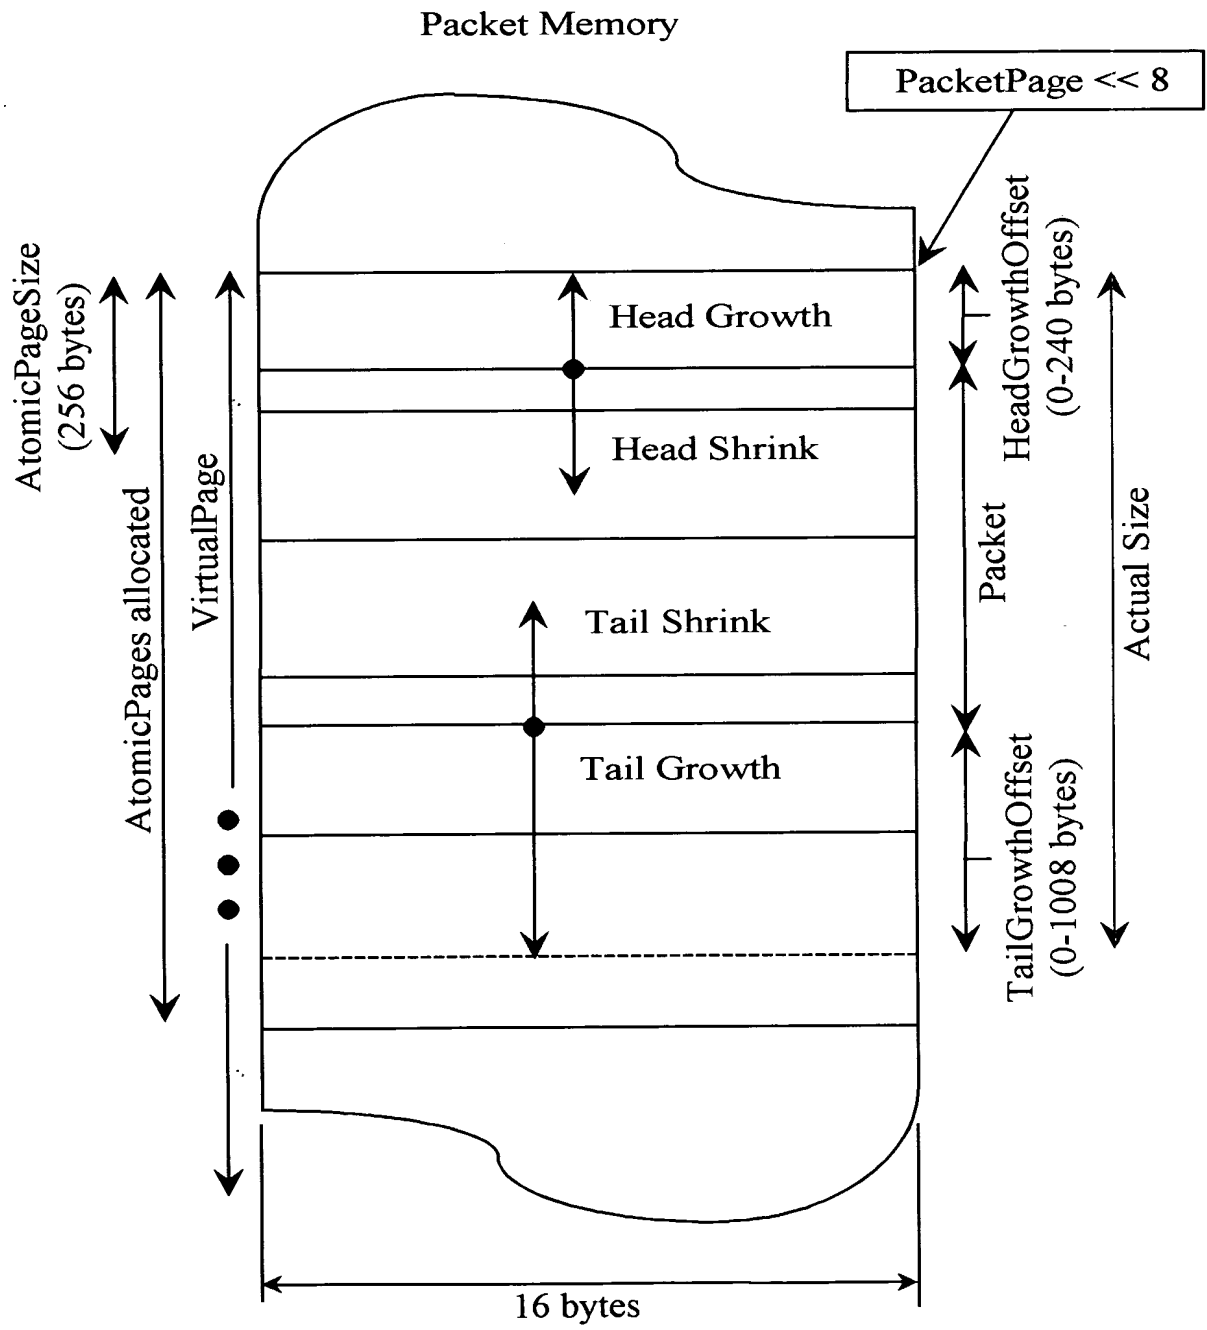 Packet Memory
PacketPage << 8
AtomicPageSize
(256 bytes)
AtomicPages allocated
VirtualPage
Head Growth
Head Shrink
Tail Shrink
Tail Growth
HeadGrowthOffset
(0-240 bytes)
Packet
TailGrowthOffset
(0-1008 bytes)
Actual Size
16 bytes